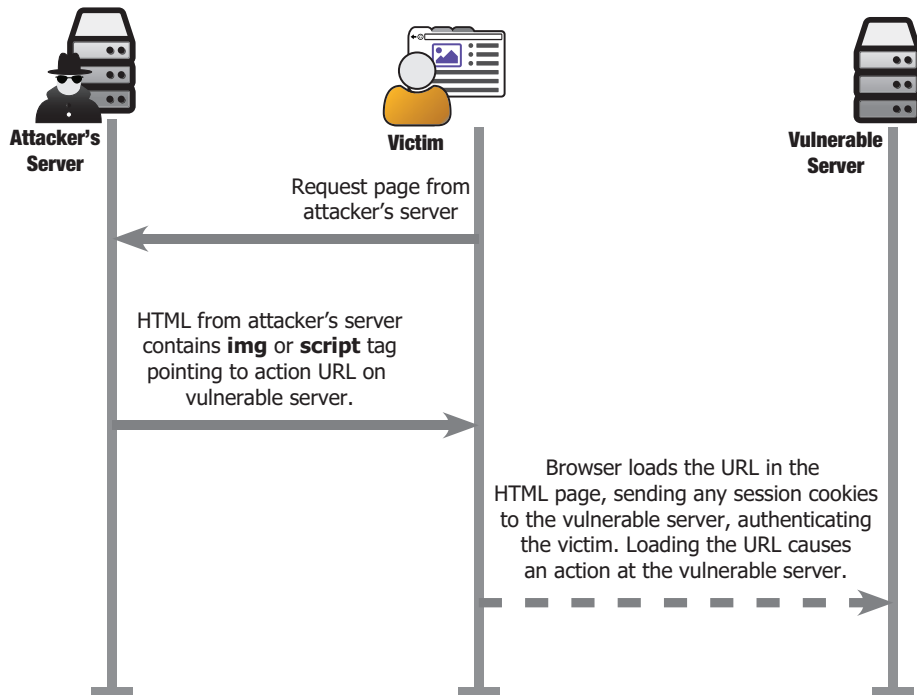 Attacker's
Server
Victim
Vulnerable
Server
Request page from
attacker's server
HTML from attacker's server
contains img or script tag
pointing to action URL on
vulnerable server.
Browser loads the URL in the
HTML page, sending any session cookies
to the vulnerable server, authenticating
the victim. Loading the URL causes
an action at the vulnerable server.